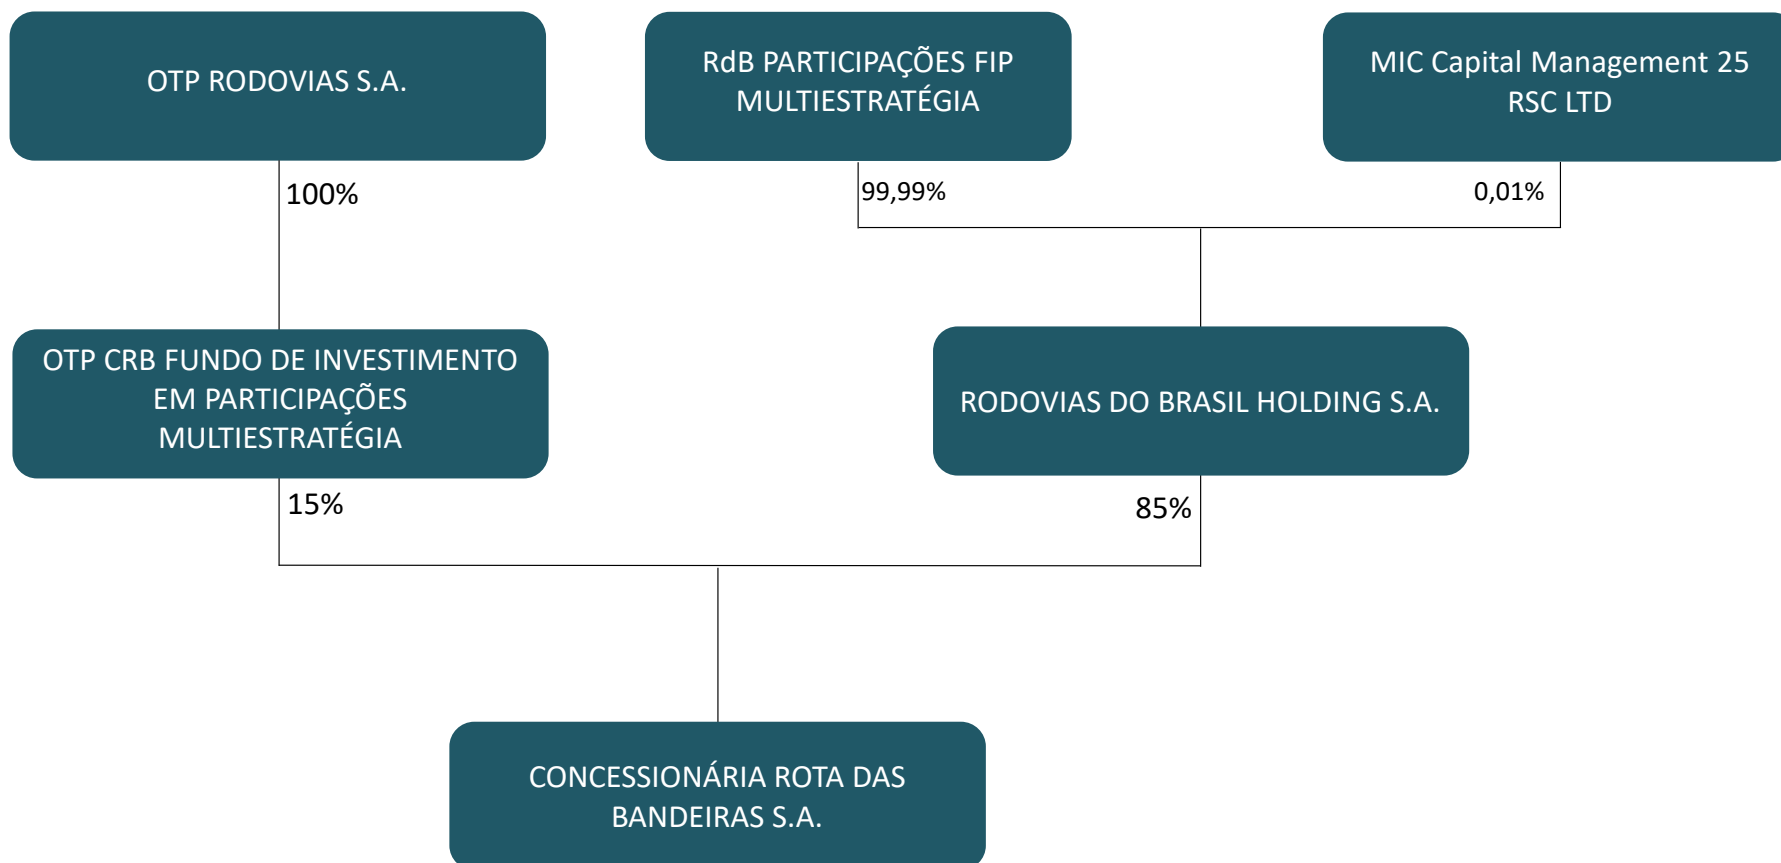 OTP RODOVIAS S.A.
RdB PARTICIPAÇÕES FIP
MULTIESTRATÉGIA
MIC Capital Management 25
RSC LTD
100%
99,99%
0,01%
OTP CRB FUNDO DE INVESTIMENTO
EM PARTICIPAÇÕES
MULTIESTRATÉGIA
RODOVIAS DO BRASIL HOLDING S.A.
15%
85%
CONCESSIONÁRIA ROTA DAS
BANDEIRAS S.A.